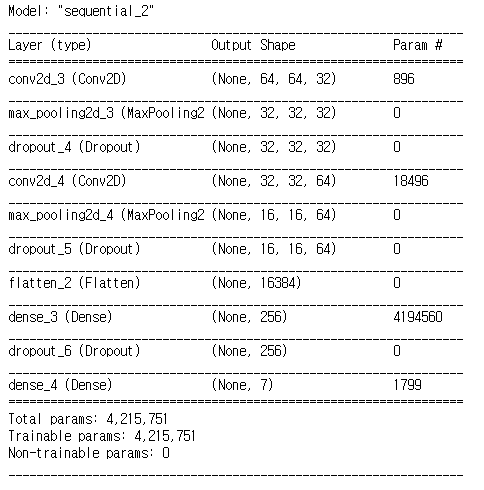 Model: "sequential_2"
_________________________________________________________________
Layer (type)                 Output Shape              Param #
=================================================================
conv2d_3 (Conv2D)            (None, 64, 64, 32)        896
_________________________________________________________________
max_pooling2d_3 (MaxPooling2 (None, 32, 32, 32)        0
_________________________________________________________________
dropout_4 (Dropout)          (None, 32, 32, 32)        0
_________________________________________________________________
conv2d_4 (Conv2D)            (None, 32, 32, 64)        18496
_________________________________________________________________
max_pooling2d_4 (MaxPooling2 (None, 16, 16, 64)        0
_________________________________________________________________
dropout_5 (Dropout)          (None, 16, 16, 64)        0
_________________________________________________________________
flatten_2 (Flatten)          (None, 16384)             0
_________________________________________________________________
dense_3 (Dense)              (None, 256)               4194560
_________________________________________________________________
dropout_6 (Dropout)          (None, 256)               0
_________________________________________________________________
dense_4 (Dense)              (None, 7)                 1799
=================================================================
Total params: 4,215,751
Trainable params: 4,215,751
Non-trainable params: 0
_________________________________________________________________